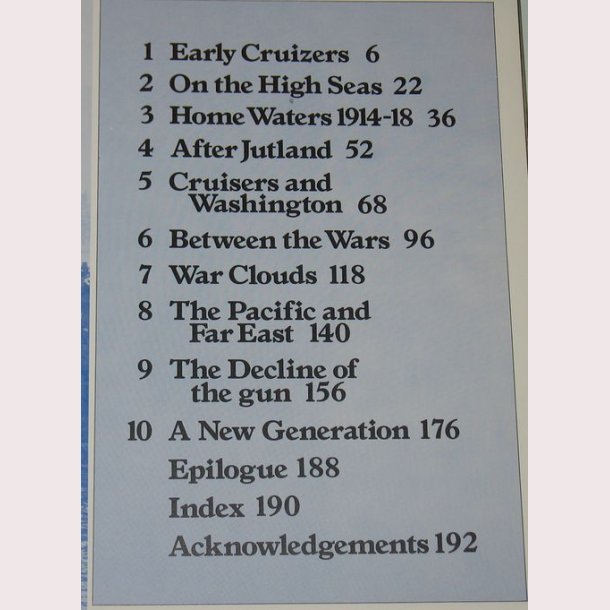 1 Early Cruizers 6
2 On the High Seas 22
3 Home Waters 1914-18 36
4 After Jutland 52
5 Cruisers and
Washington 68
6 Between the Wars 96
7 War Clouds 118
8 The Pacific and
Far East 140
9 The Decline of
the gun 156
10 A New Generation 176
Epilogue 188
Index 190
Acknowledgements 192